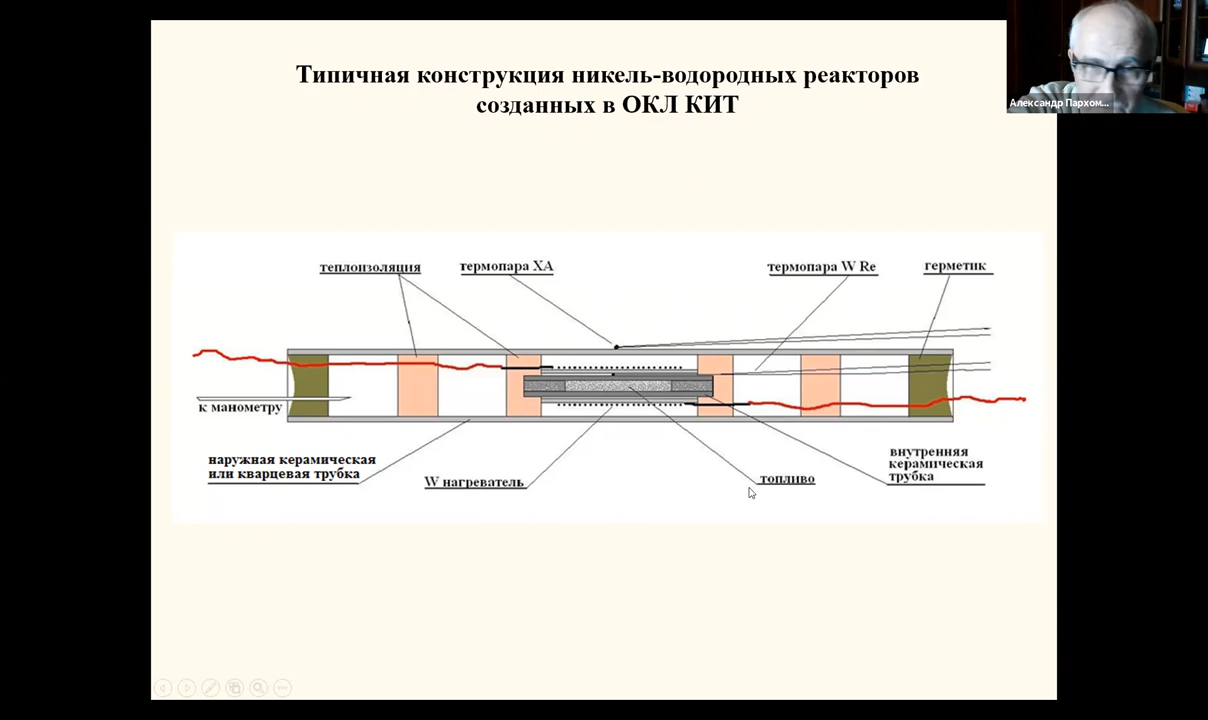 Типичная конструкция никель-водородных реакторов
созданных в ОКЛ КИТ
Александр Пархом...
теплоизоляция
термопара ХА
термопара W Re
герметик
к манометру
наружная керамическая
или кварцевая трубка
W нагреватель
топливо
внутренняя
керамическая
трубка